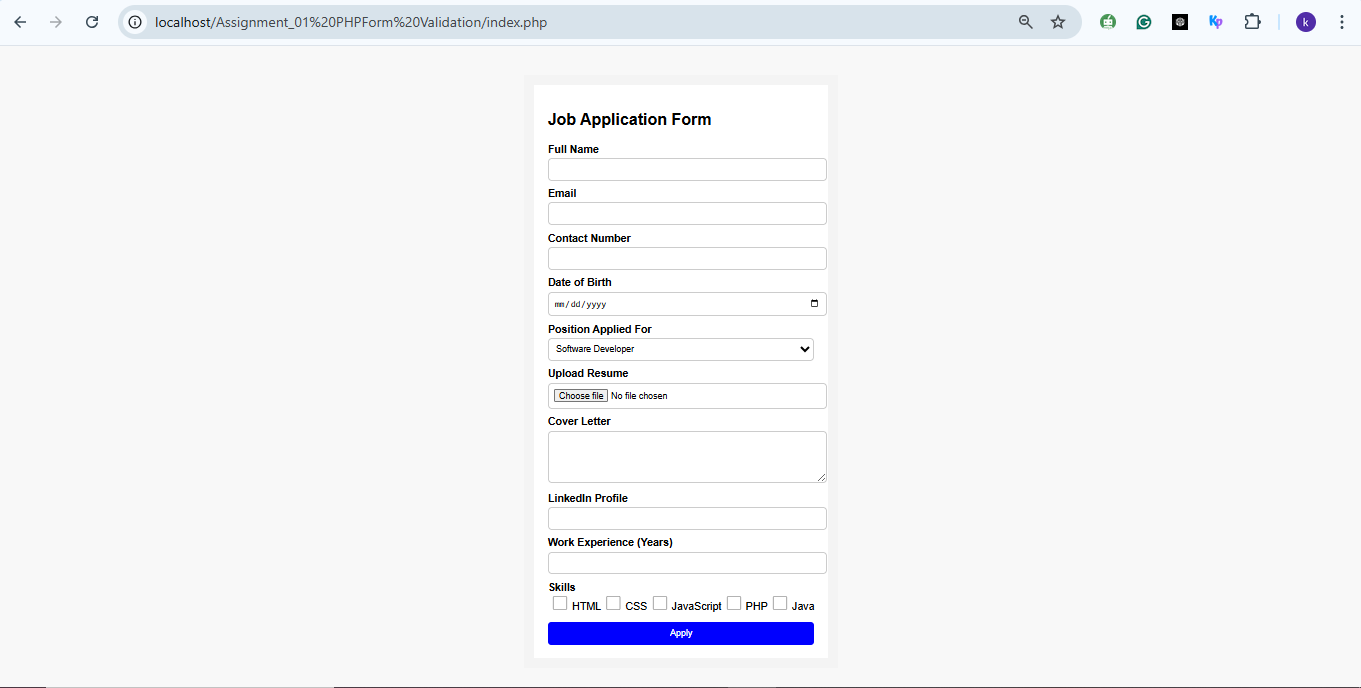 localhost/Assignment_01%20PHPForm%20Validation/index.php
k
Job Application Form
Full Name
Email
Contact Number
Date of Birth
mm/dd/yyyy
Position Applied For
Software Developer
Upload Resume
Choose file No file chosen
Cover Letter
LinkedIn Profile
Work Experience (Years)
Skills
HTML CSS JavaScript PHP Java
Apply